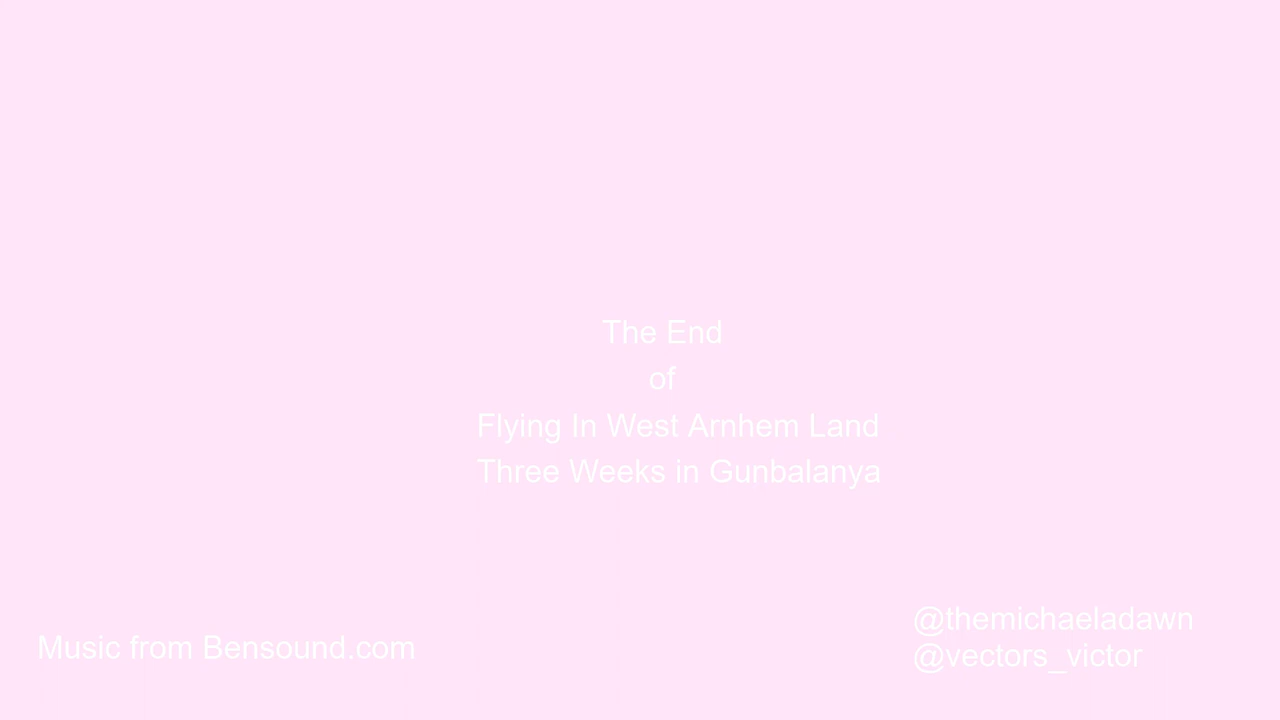 The End
of
Flying In West Arnhem Land
Three Weeks in Gunbalanya
Music from Bensound.com
@themichaeladawn
@vectors_victor